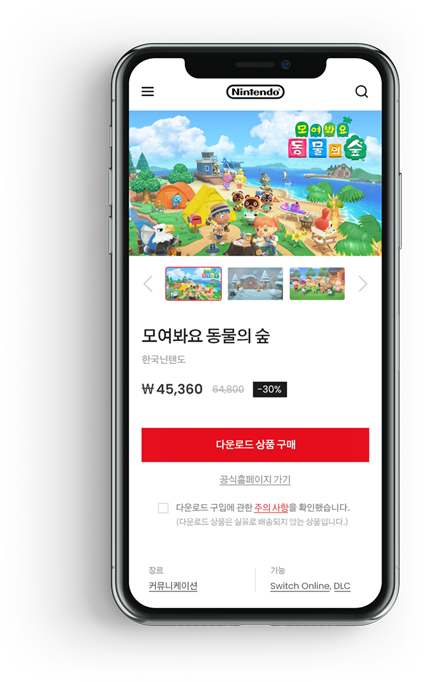 Nintendo
모여봐요
동물의 숲
모여봐요 동물의 숲
한국닌텐도
₩ 45,360 64,800 -30%
다운로드 상품 구매
공식홈페이지 가기
다운로드 구입에 관한 주의 사항을 확인했습니다.
(다운로드 상품은 실물로 배송되지 않는 상품입니다.)
장르
커뮤니케이션
기능
Switch Online, DLC